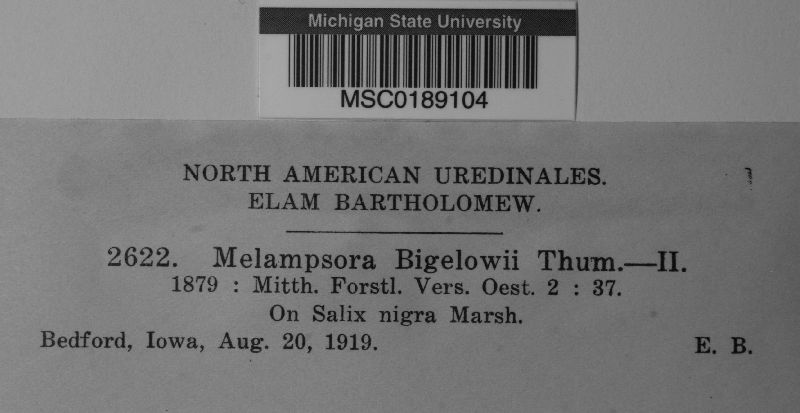 Michigan State University
MSC0189104
NORTH AMERICAN UREDINALES.
ELAM BARTHOLOMEW.
2622. Melampsora Bigelowii Thum.—II.
1879 : Mitth. Forstl. Vers. Oest. 2 : 37.
On Salix nigra Marsh.
Bedford, Iowa, Aug. 20, 1919. E. B.